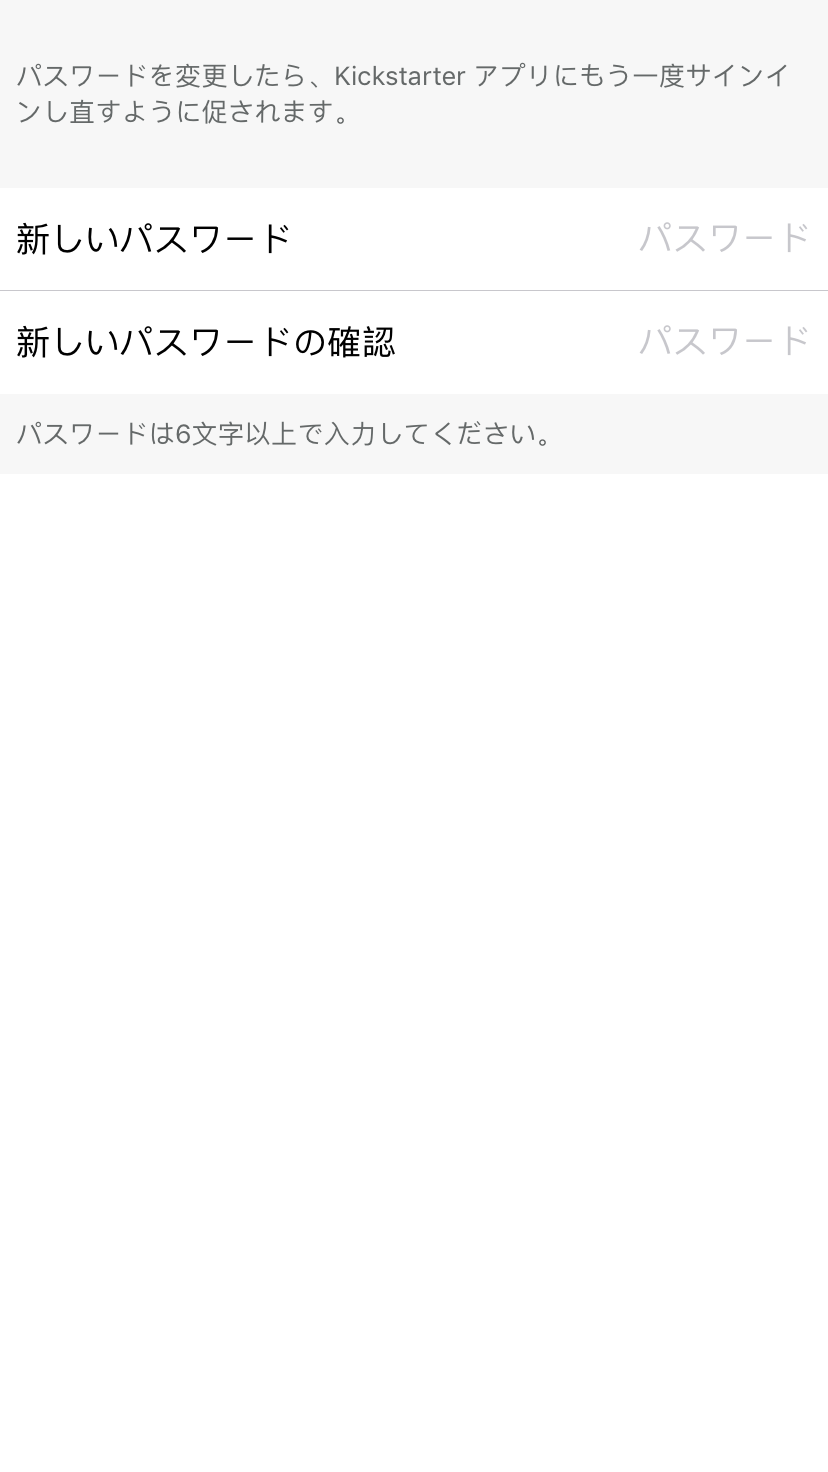 パスワードを変更したら、Kickstarter アプリにもう一度サインイ
ンし直すように促されます。
新しいパスワード パスワード
新しいパスワードの確認 パスワード
パスワードは6文字以上で入力してください。